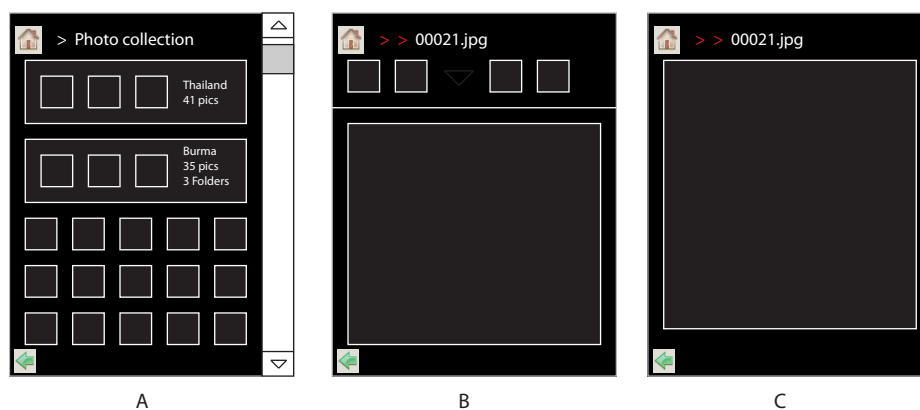 > Photo collection
Thailand
41 pics
Burma
35 pics
3 Folders
A
> > 00021.jpg
B
> > 00021.jpg
C